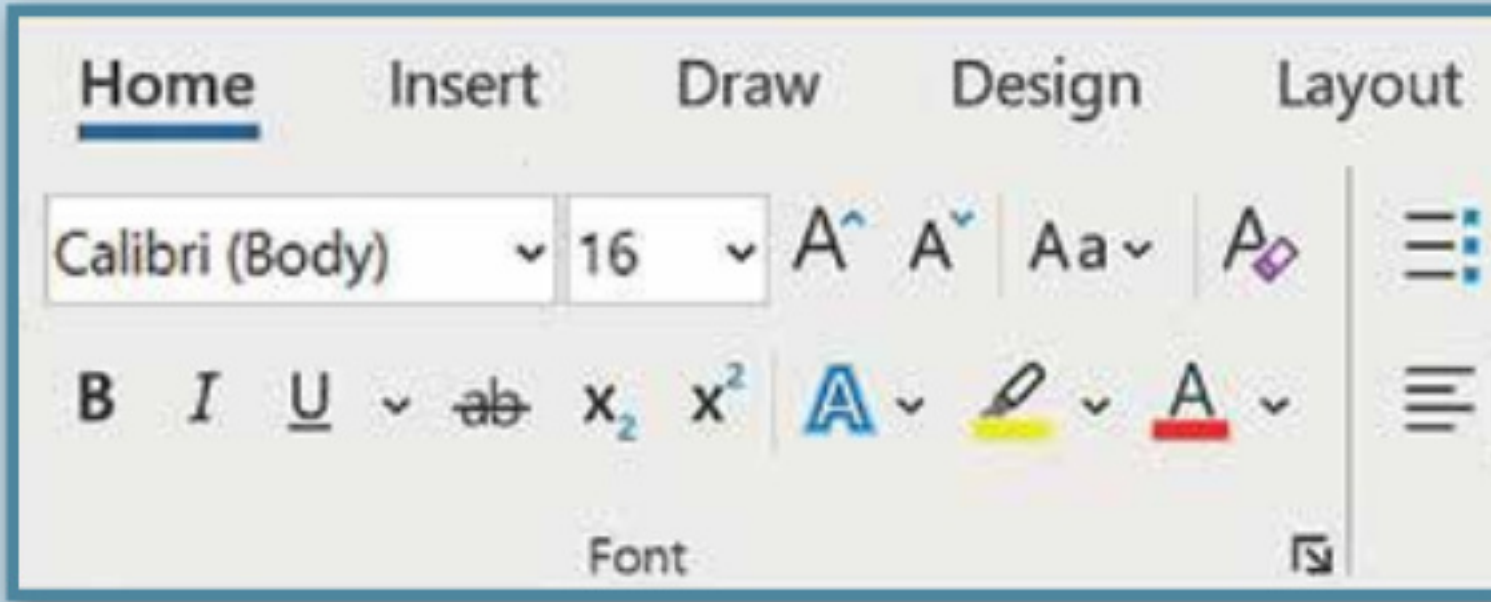 Home Insert Draw Design Layout
Calibri (Body) 16 A A Aa A
B I U ab x₂ x² A A
Font